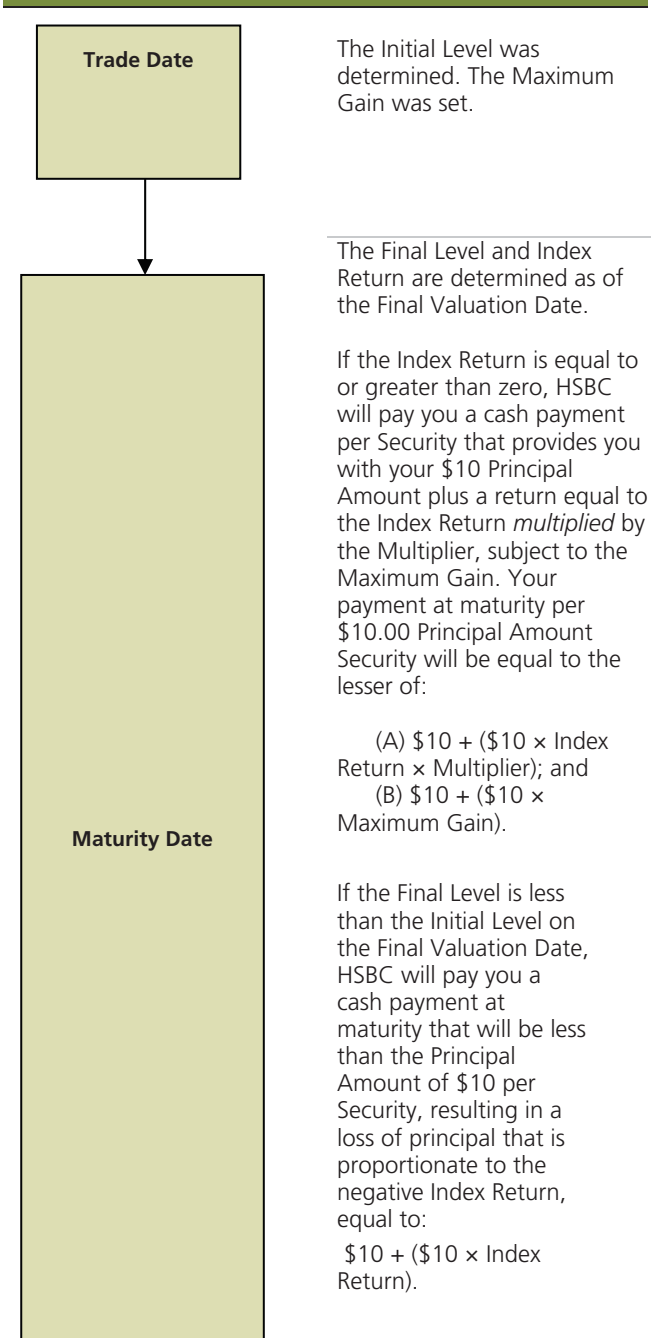 Trade Date
The Initial Level was
determined. The Maximum
Gain was set.
The Final Level and Index
Return are determined as of
the Final Valuation Date.
If the Index Return is equal to
or greater than zero, HSBC
will pay you a cash payment
per Security that provides you
with your $10 Principal
Amount plus a return equal to
the Index Return multiplied by
the Multiplier, subject to the
Maximum Gain. Your
payment at maturity per
$10.00 Principal Amount
Security will be equal to the
lesser of:
(A) $10 + ($10 × Index
Return × Multiplier); and
(B) $10 + ($10 ×
Maximum Gain).
Maturity Date
If the Final Level is less
than the Initial Level on
the Final Valuation Date,
HSBC will pay you a
cash payment at
maturity that will be less
than the Principal
Amount of $10 per
Security, resulting in a
loss of principal that is
proportionate to the
negative Index Return,
equal to:
$10 + ($10 × Index
Return).